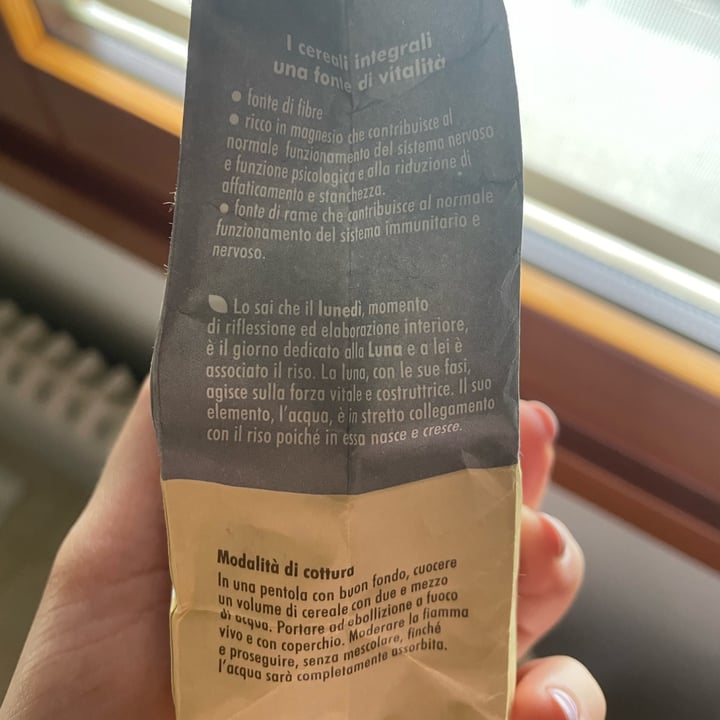 I cereali integrali
una fonte di vitalità
• fonte di fibre
• ricco in magnesio che contribuisce al
normale funzionamento del sistema nervoso
e funzione psicologica e alla riduzione di
affaticamento e stanchezza.
• fonte di rame che contribuisce al normale
funzionamento del sistema immunitario e
nervoso.
Lo sai che il lunedì, momento
di riflessione ed elaborazione interiore,
è il giorno dedicato alla Luna e a lei è
associato il riso. La luna, con le sue fasi,
agisce sulla forza vitale e costruttrice. Il suo
elemento, l'acqua, è in stretto collegamento
con il riso poiché in essa nasce e cresce.
Modalità di cottura
In una pentola con buon fondo, cuocere
un volume di cereale con due e mezzo
di acqua. Portare ad ebollizione a fuoco
vivo e con coperchio. Moderare la fiamma
e proseguire, senza mescolare, finché
l'acqua sarà completamente assorbita.